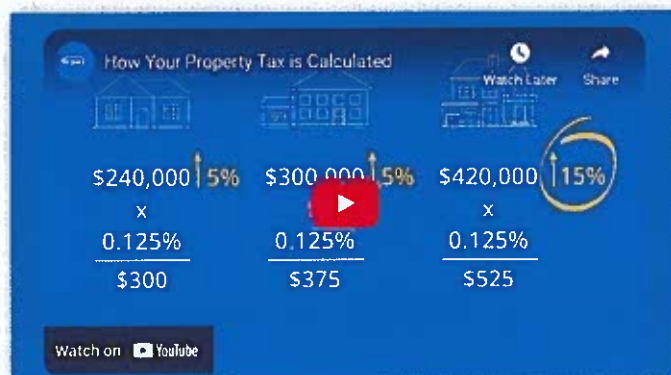 How Your Property Tax is Calculated
Watch Later
Share
$240,000 ↑5% $300,000 ↑5% $420,000 ↑15%
x x
0.125% 0.125% 0.125%
$300 $375 $525
Watch on YouTube